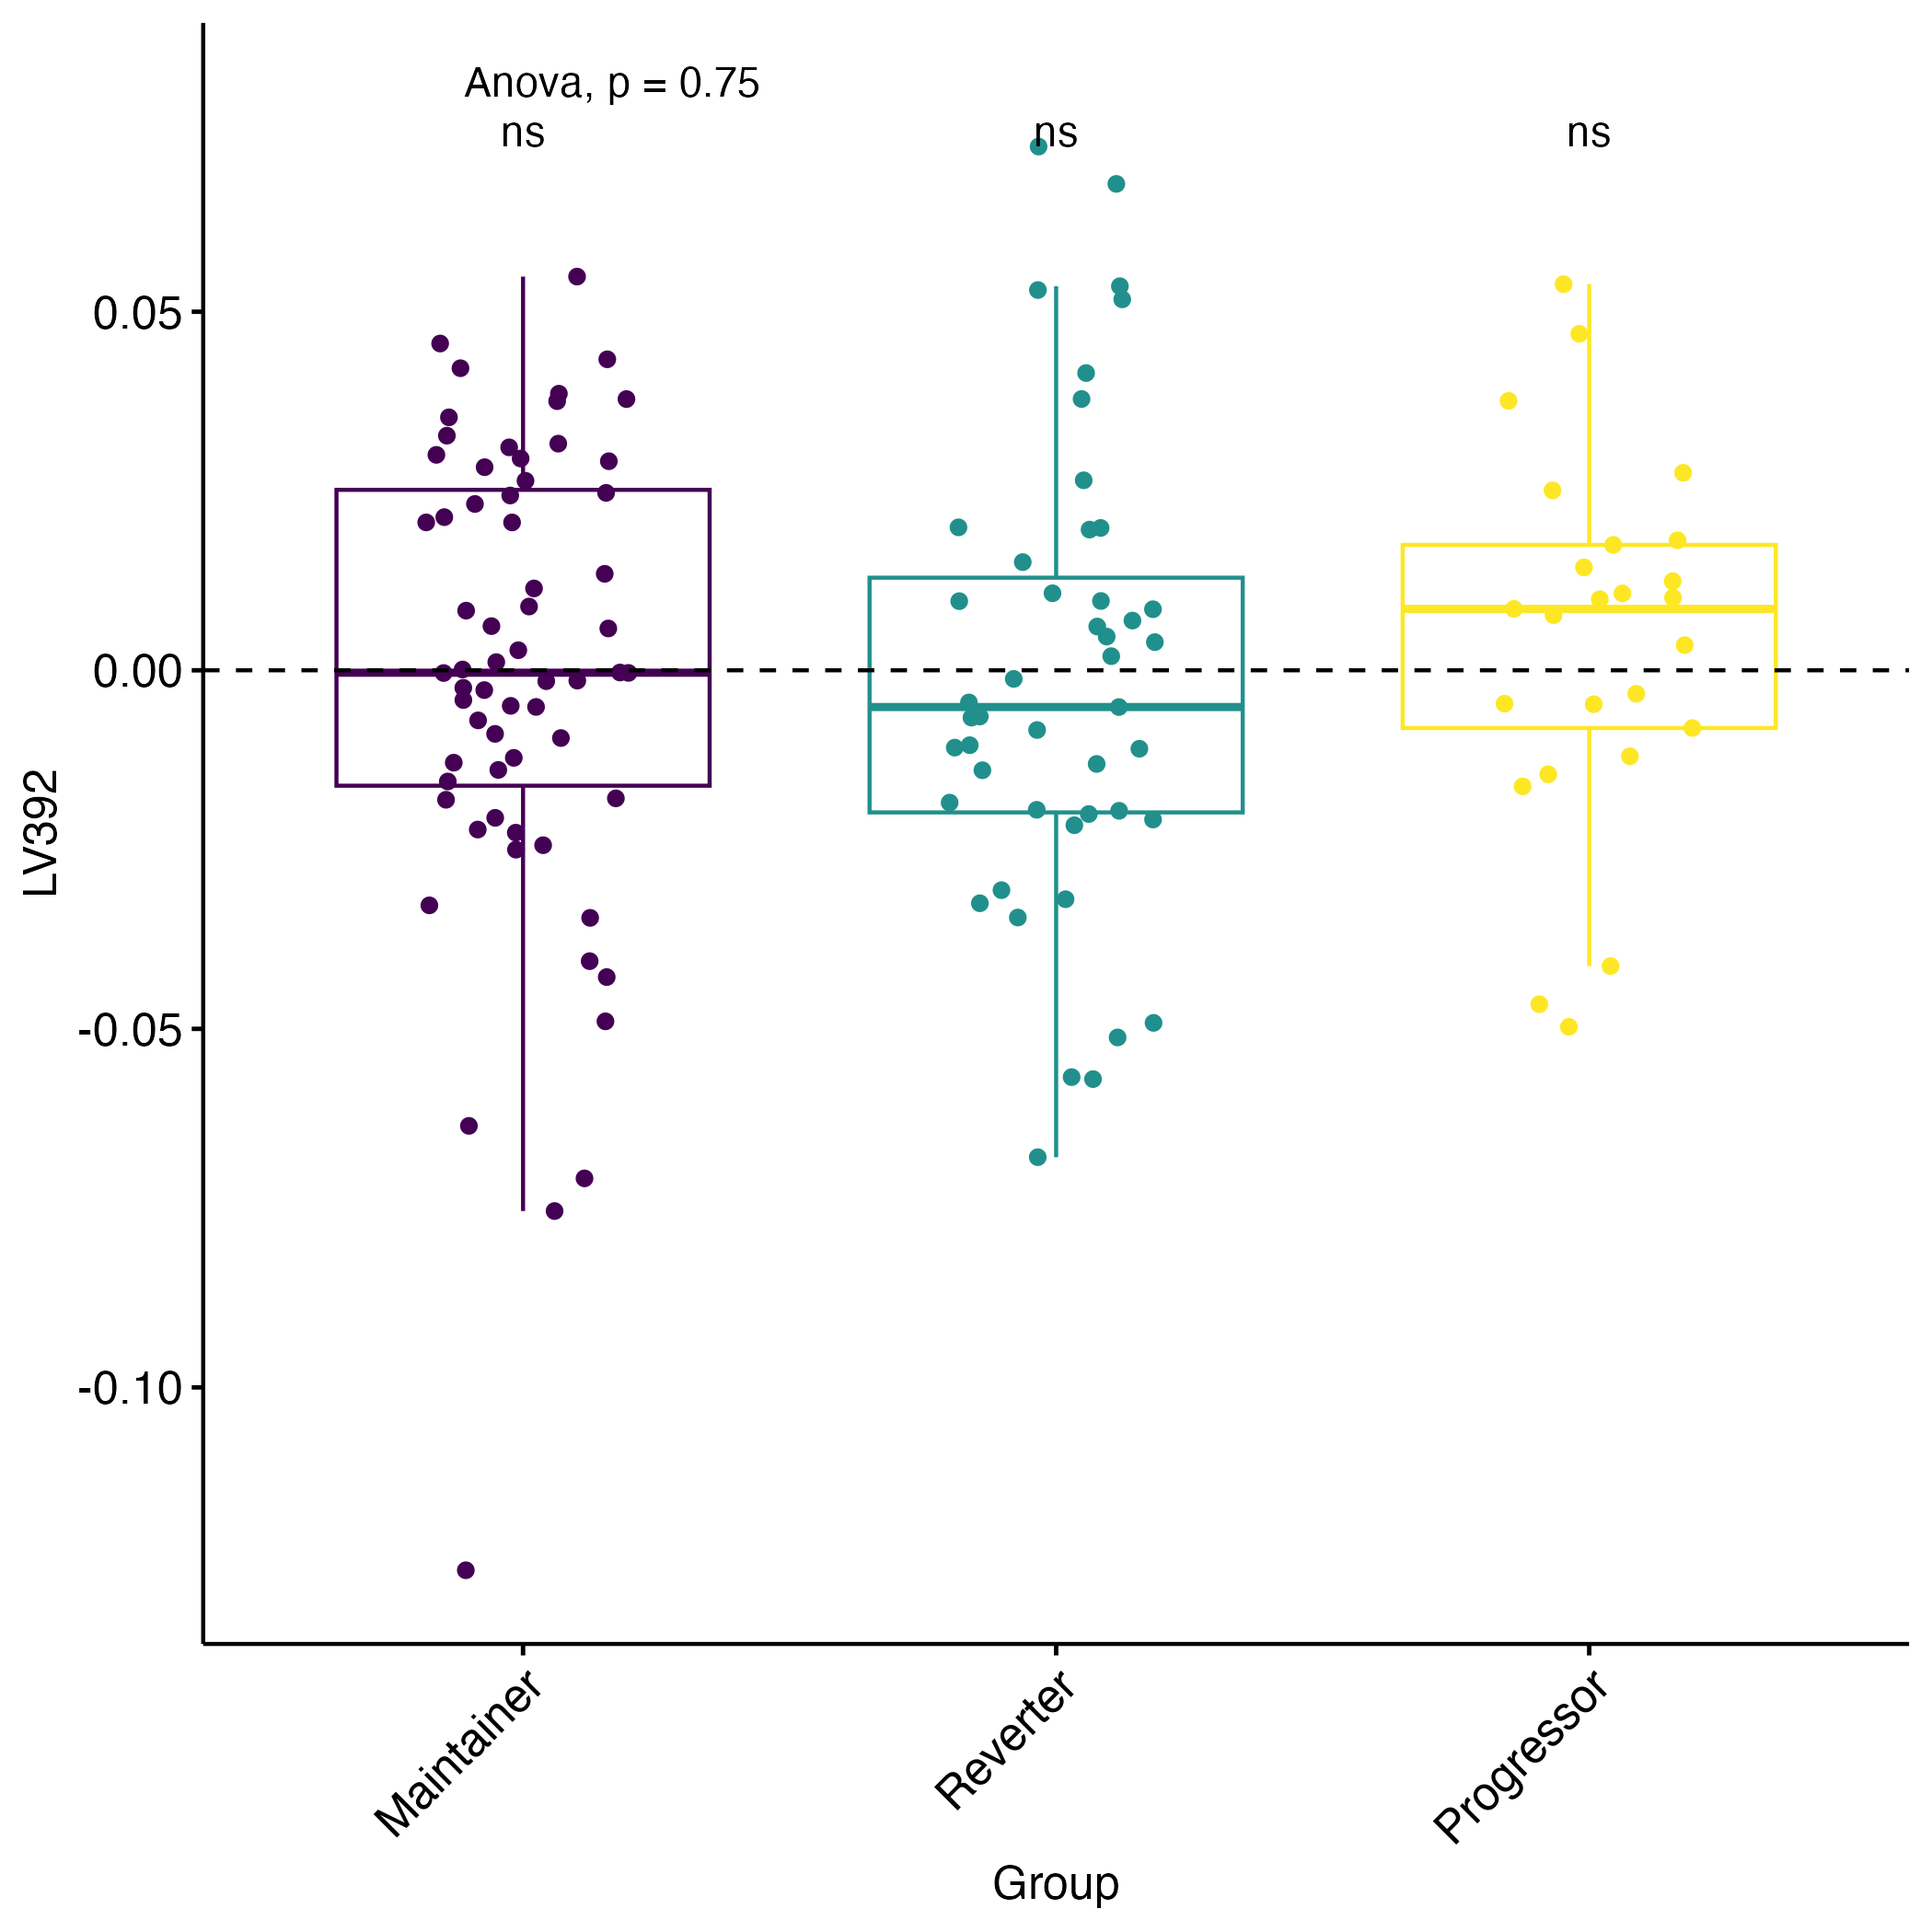 Anova, p = 0.75
ns ns ns
0.05
0.00
-0.05
-0.10
LV392
Maintainer Reverter Progressor
Group